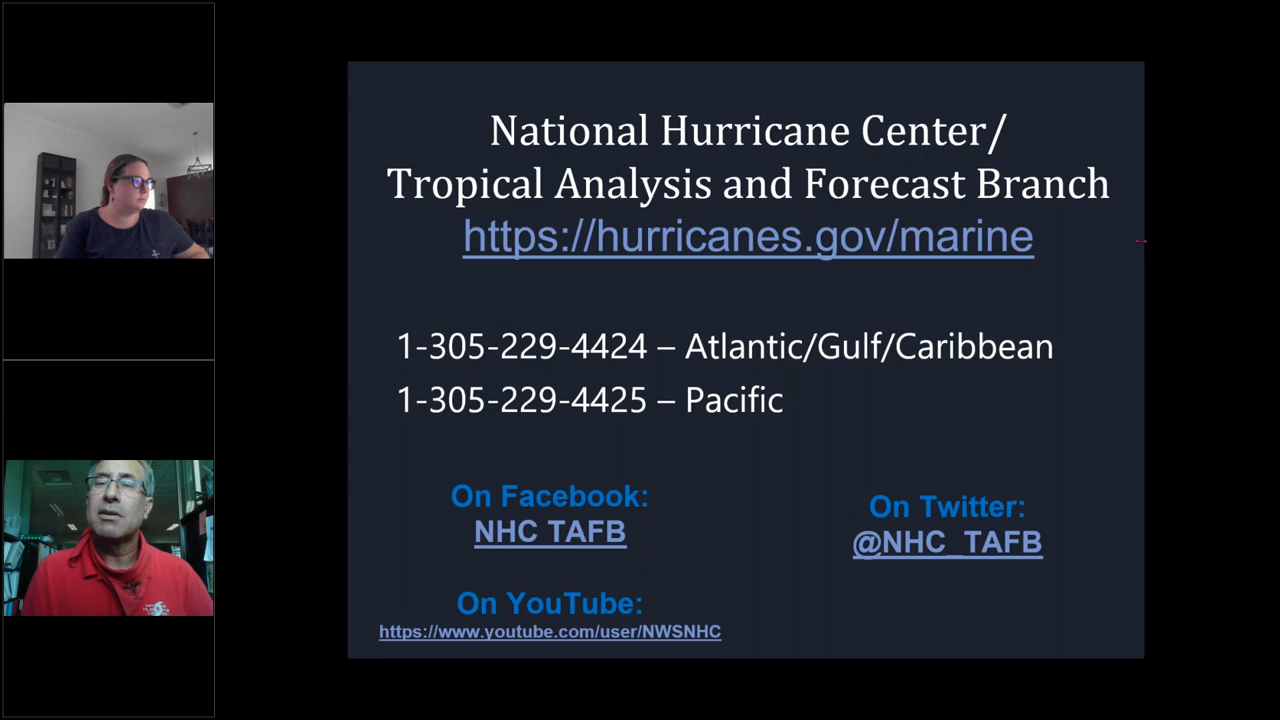 National Hurricane Center/
Tropical Analysis and Forecast Branch
https://hurricanes.gov/marine
1-305-229-4424 – Atlantic/Gulf/Caribbean
1-305-229-4425 – Pacific
On Facebook:
NHC TAFB
On Twitter:
@NHC_TAFB
On YouTube:
https://www.youtube.com/user/NWSNHC